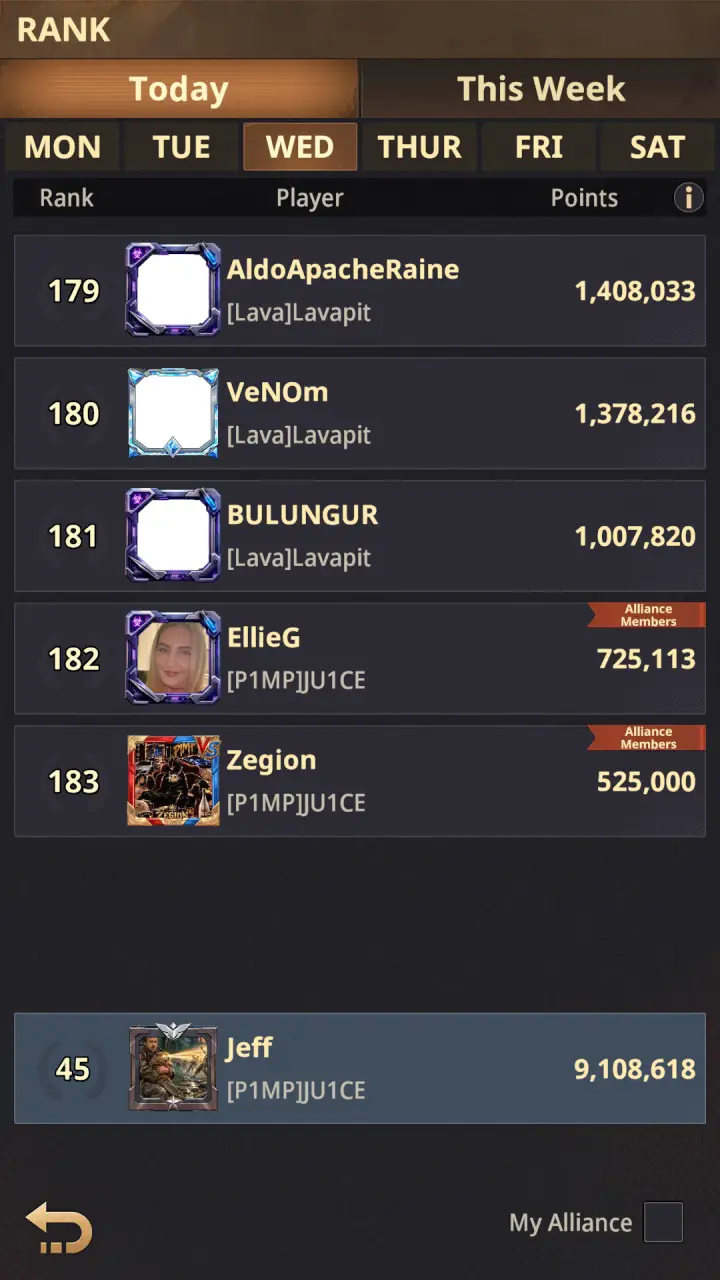 RANK
Today
This Week
MON
TUE
WED
THUR
FRI
SAT
Rank
Player
Points
179
AldoApacheRaine
[Lava]Lavapit
1,408,033
180
VeNOm
[Lava]Lavapit
1,378,216
181
BULUNGUR
[Lava]Lavapit
1,007,820
Alliance
Members
182
EllieG
[P1MP]JU1CE
725,113
Alliance
Members
183
VS
ZEGION
Zegion
[P1MP]JU1CE
525,000
45
Jeff
[P1MP]JU1CE
9,108,618
My Alliance